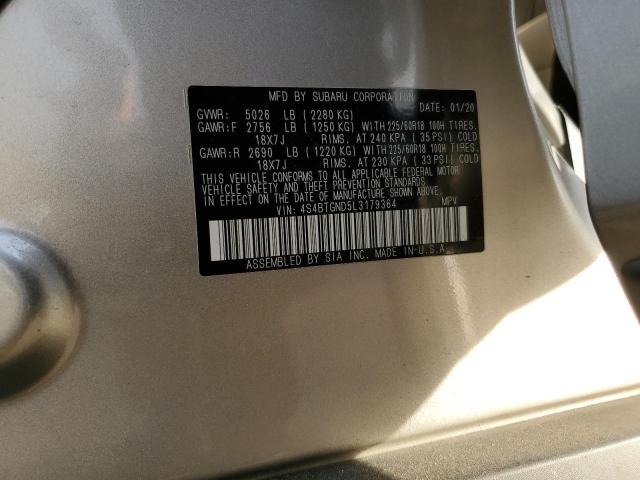 MFD BY SUBARU CORPORATION
GVWR: 5026 LB (2280 KG) DATE: 01/20
GAWR:F 2756 LB (1250 KG) WITH 225/60R18 100H TIRES.
18X7J RIMS. AT 240 KPA (35 PSI) COLD
GAWR:R 2690 LB (1220 KG) WITH 225/60R18 100H TIRES.
18X7J RIMS. AT 230 KPA (33 PSI) COLD
THIS VEHICLE CONFORMS TO ALL APPLICABLE FEDERAL MOTOR
VEHICLE SAFETY AND THEFT PREVENTION STANDARDS
IN EFFECT ON THE DATE OF MANUFACTURE SHOWN ABOVE.
VIN: 4S4BTGND5L3179364 MPV
ASSEMBLED BY SIA INC. MADE IN U.S.A.